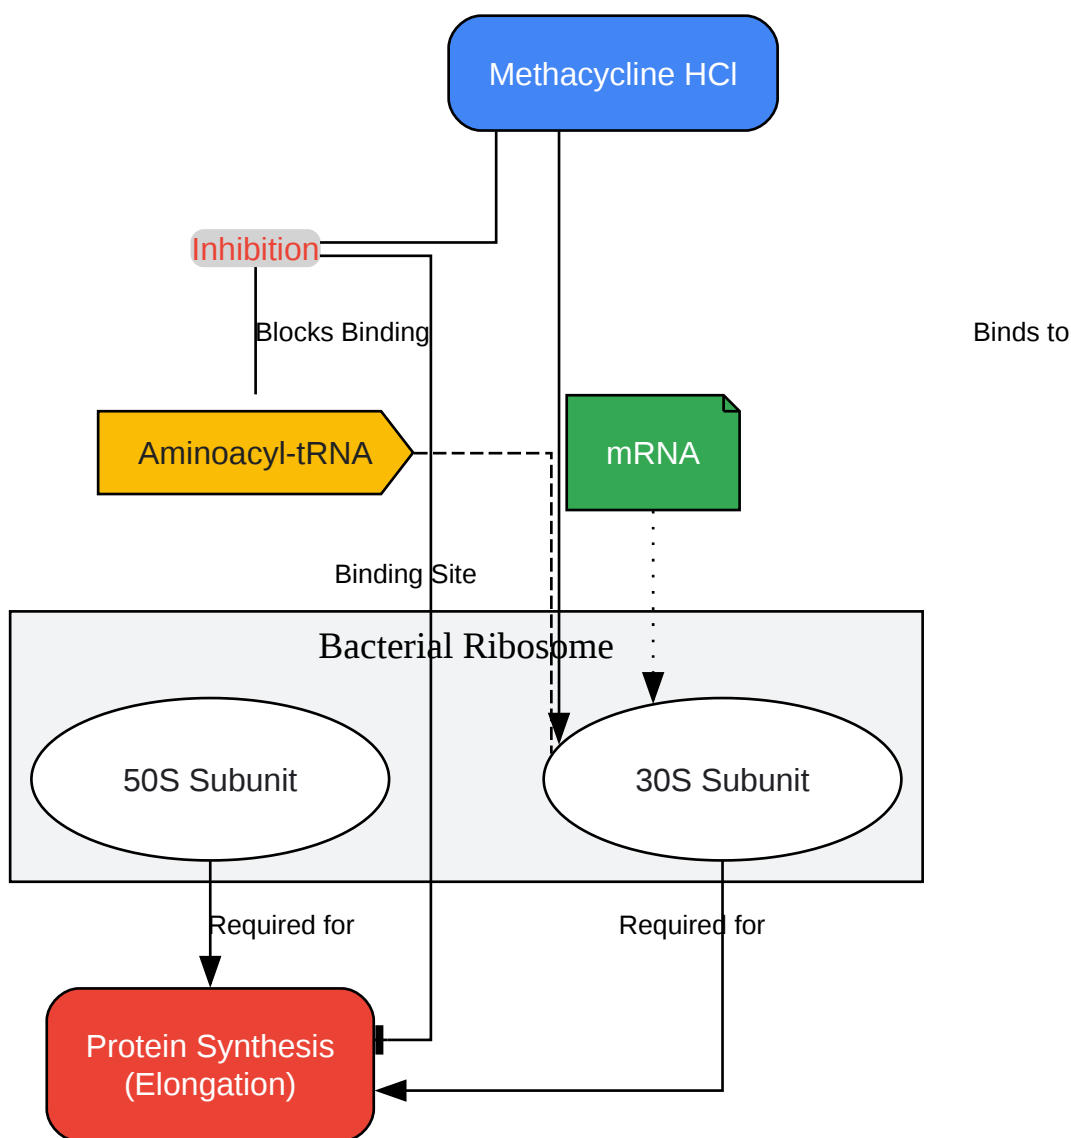 Methacycline HCl
Inhibition
Blocks Binding
Binds to
Aminoacyl-tRNA
mRNA
Binding Site
Bacterial Ribosome
50S Subunit
30S Subunit
Required for
Required for
Protein Synthesis
(Elongation)